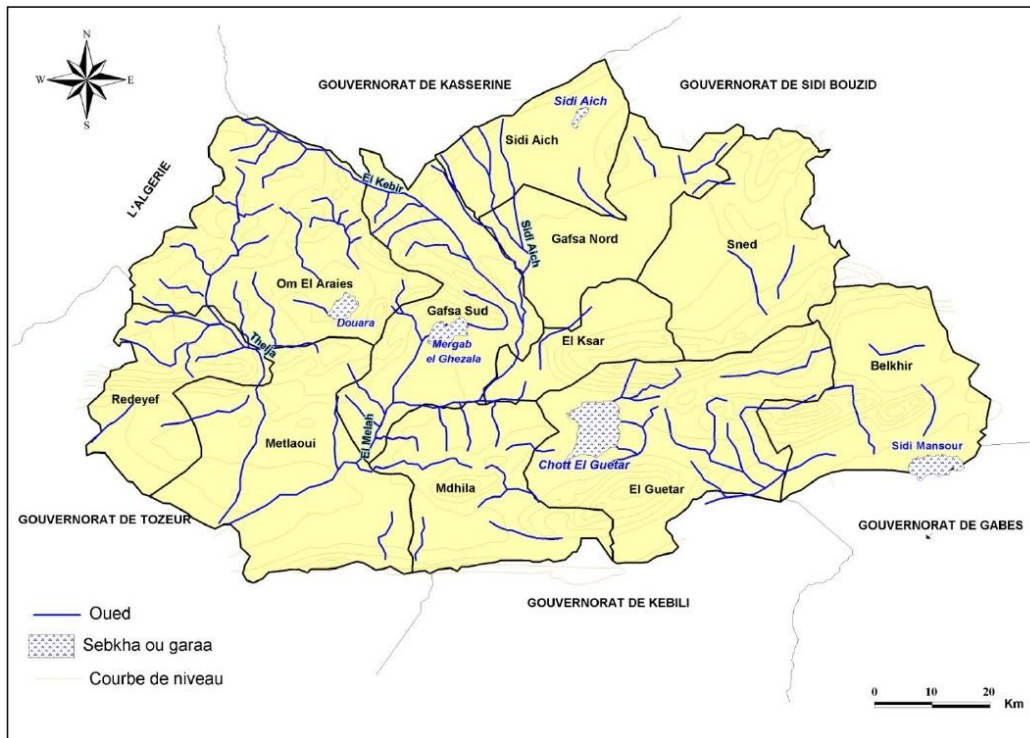 N
W
E
S
GOUVERNORAT DE KASSERINE
GOUVERNORAT DE SIDI BOUZID
L'ALGERIE
Sidi Aich
Sidi Aich
El Kebir
Sidi Aich
Gafsa Nord
Sned
Om El Araies
Douara
Gafsa Sud
Mergab
el Ghezala
El Ksar
Thelja
Belkhir
Redeyef
Metlaoui
El Melah
Sidi Mansour
Chott El Guetar
Mdhila
El Guetar
GOUVERNORAT DE TOZEUR
GOUVERNORAT DE GABES
GOUVERNORAT DE KEBILI
Oued
Sebkha ou garaa
Courbe de niveau
0 10 20
Km